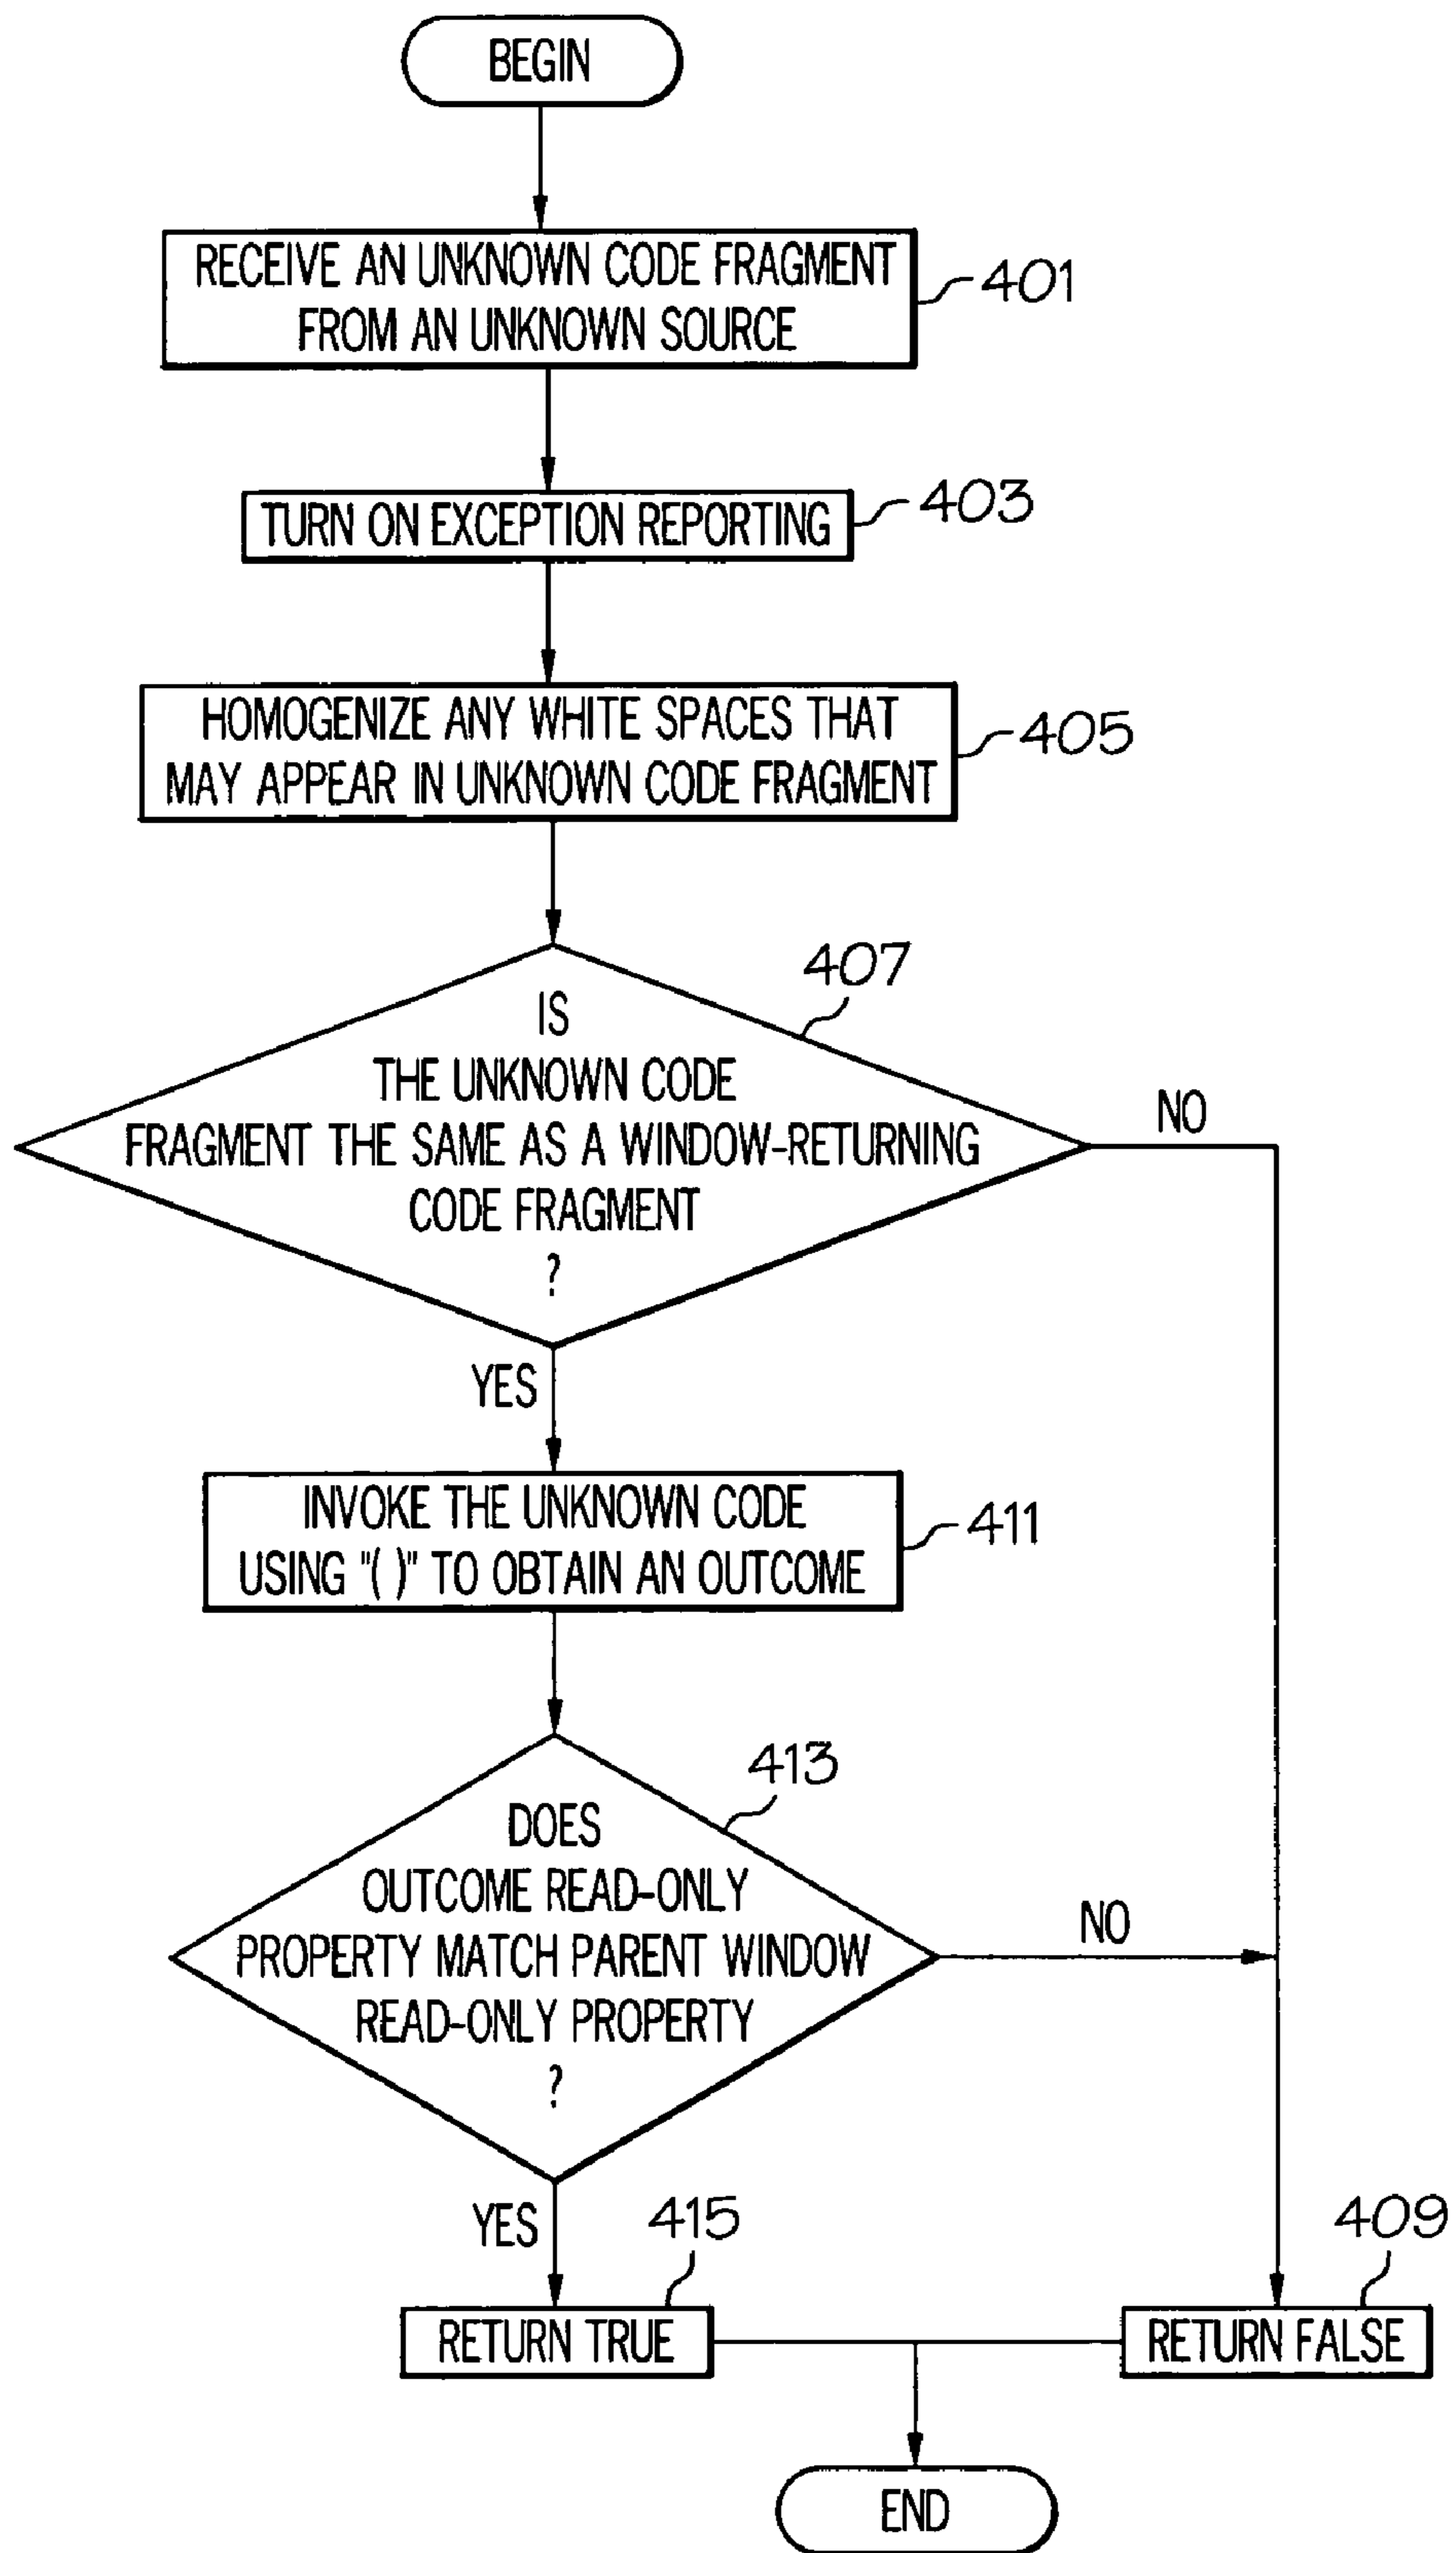 BEGIN
RECEIVE AN UNKNOWN CODE FRAGMENT
FROM AN UNKNOWN SOURCE
401
TURN ON EXCEPTION REPORTING
403
HOMOGENIZE ANY WHITE SPACES THAT
MAY APPEAR IN UNKNOWN CODE FRAGMENT
405
407
IS
THE UNKNOWN CODE
FRAGMENT THE SAME AS A WINDOW-RETURNING
CODE FRAGMENT
?
NO
YES
INVOKE THE UNKNOWN CODE
USING "( )" TO OBTAIN AN OUTCOME
411
413
DOES
OUTCOME READ-ONLY
PROPERTY MATCH PARENT WINDOW
READ-ONLY PROPERTY
?
NO
YES
415
409
RETURN TRUE
RETURN FALSE
END